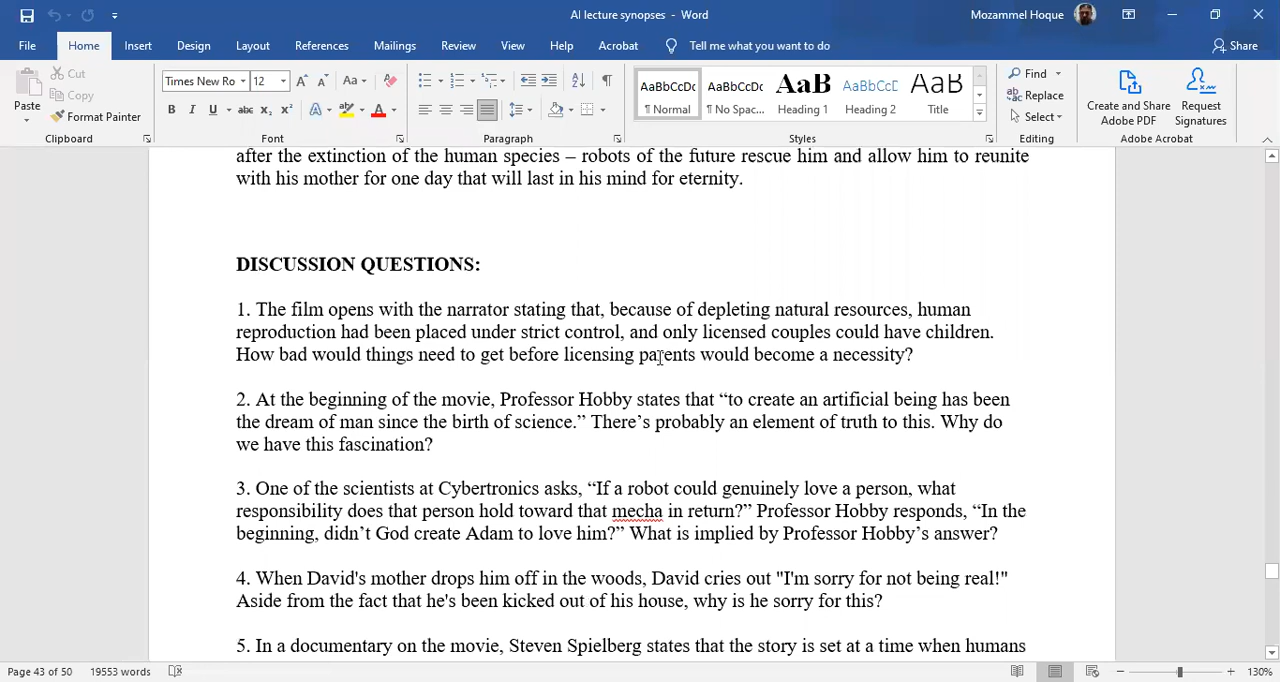 AI lecture synopses - Word
Mozammel Hoque
File Home Insert Design Layout References Mailings Review View Help Acrobat Tell me what you want to do Share
Paste
Cut
Copy
Format Painter
Clipboard
Times New Ro 12
Font
Paragraph
AaBbCcDc AaBbCcDc AaB AaBbCcD AaB
¶ Normal ¶ No Spac... Heading 1 Heading 2 Title
Styles
Find
Replace
Select
Editing
Create and Share Adobe PDF
Request Signatures
Adobe Acrobat
after the extinction of the human species – robots of the future rescue him and allow him to reunite
with his mother for one day that will last in his mind for eternity.
DISCUSSION QUESTIONS:
1. The film opens with the narrator stating that, because of depleting natural resources, human
reproduction had been placed under strict control, and only licensed couples could have children.
How bad would things need to get before licensing parents would become a necessity?
2. At the beginning of the movie, Professor Hobby states that “to create an artificial being has been
the dream of man since the birth of science.” There’s probably an element of truth to this. Why do
we have this fascination?
3. One of the scientists at Cybertronics asks, “If a robot could genuinely love a person, what
responsibility does that person hold toward that mecha in return?” Professor Hobby responds, “In the
beginning, didn’t God create Adam to love him?” What is implied by Professor Hobby’s answer?
4. When David's mother drops him off in the woods, David cries out "I'm sorry for not being real!"
Aside from the fact that he's been kicked out of his house, why is he sorry for this?
5. In a documentary on the movie, Steven Spielberg states that the story is set at a time when humans
Page 43 of 50 19553 words 130%